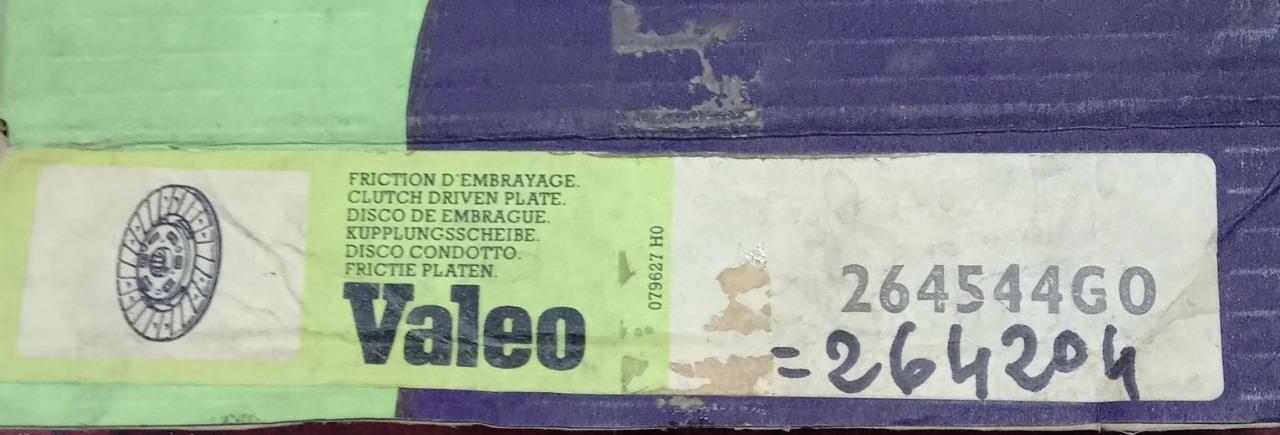 FRICTION D'EMBRAYAGE.
CLUTCH DRIVEN PLATE.
DISCO DE EMBRAGUE.
KUPPLUNGSSCHEIBE.
DISCO CONDOTTO.
FRICTIE PLATEN.
Valeo
079627 H0
264544G0
=264204